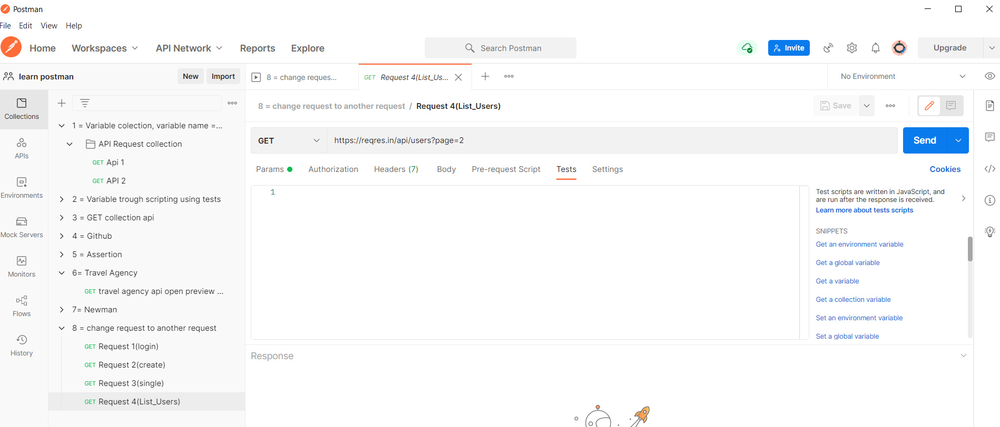 Postman
File Edit View Help
Home Workspaces API Network Reports Explore Search Postman Invite Upgrade
learn postman New Import 8 = change reques... GET Request 4(List_Us... No Environment
Collections
APIs
Environments
Mock Servers
Monitors
Flows
History
1 = Variable colection, variable name =...
API Request collection
GET Api 1
GET API 2
2 = Variable trough scripting using tests
3 = GET collection api
4 = Github
5 = Assertion
6= Travel Agency
GET travel agency api open preview ...
7= Newman
8 = change request to another request
GET Request 1(login)
GET Request 2(create)
GET Request 3(single)
GET Request 4(List_Users)
8 = change request to another request / Request 4(List_Users) Save
GET https://reqres.in/api/users?page=2 Send
Params Authorization Headers (7) Body Pre-request Script Tests Settings Cookies
1
Test scripts are written in JavaScript, and
are run after the response is received.
Learn more about tests scripts
SNIPPETS
Get an environment variable
Get a global variable
Get a variable
Get a collection variable
Set an environment variable
Set a global variable
Response